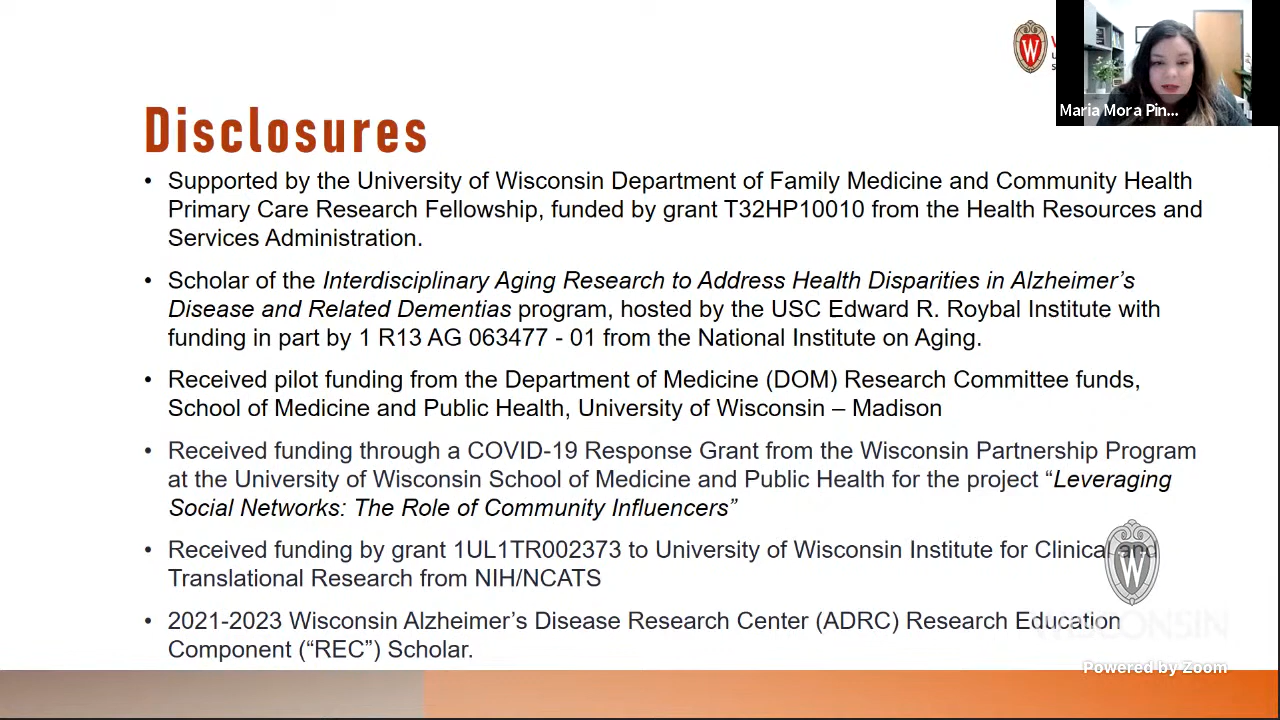 W
Maria Mora Pin...
Disclosures
• Supported by the University of Wisconsin Department of Family Medicine and Community Health
Primary Care Research Fellowship, funded by grant T32HP10010 from the Health Resources and
Services Administration.
• Scholar of the Interdisciplinary Aging Research to Address Health Disparities in Alzheimer’s
Disease and Related Dementias program, hosted by the USC Edward R. Roybal Institute with
funding in part by 1 R13 AG 063477 - 01 from the National Institute on Aging.
• Received pilot funding from the Department of Medicine (DOM) Research Committee funds,
School of Medicine and Public Health, University of Wisconsin – Madison
• Received funding through a COVID-19 Response Grant from the Wisconsin Partnership Program
at the University of Wisconsin School of Medicine and Public Health for the project “Leveraging
Social Networks: The Role of Community Influencers”
• Received funding by grant 1UL1TR002373 to University of Wisconsin Institute for Clinical and
Translational Research from NIH/NCATS
• 2021-2023 Wisconsin Alzheimer’s Disease Research Center (ADRC) Research Education
Component (“REC”) Scholar.
W
WISCONSIN
Powered by Zoom